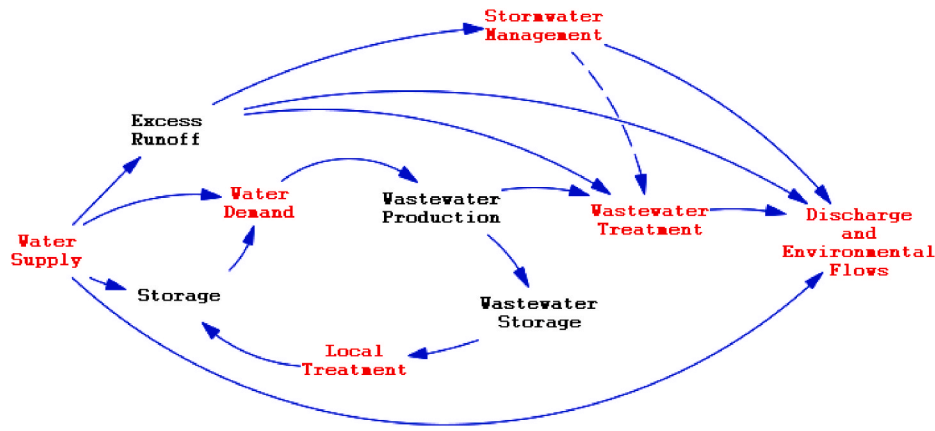 Stormwater
Management
Excess
Runoff
Water
Demand
Wastewater
Production
Wastewater
Treatment
Discharge
and
Environmental
Flows
Water
Supply
Storage
Wastewater
Storage
Local
Treatment